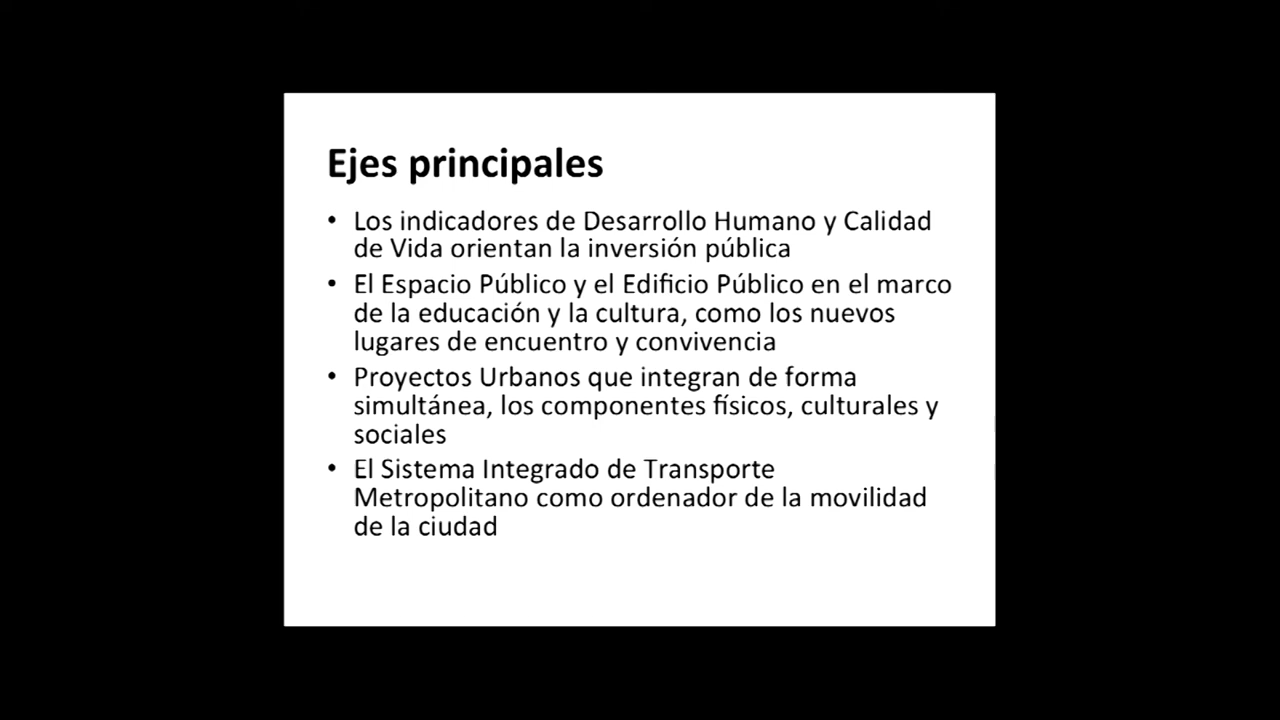 Ejes principales
• Los indicadores de Desarrollo Humano y Calidad
de Vida orientan la inversión pública
• El Espacio Público y el Edificio Público en el marco
de la educación y la cultura, como los nuevos
lugares de encuentro y convivencia
• Proyectos Urbanos que integran de forma
simultánea, los componentes físicos, culturales y
sociales
• El Sistema Integrado de Transporte
Metropolitano como ordenador de la movilidad
de la ciudad